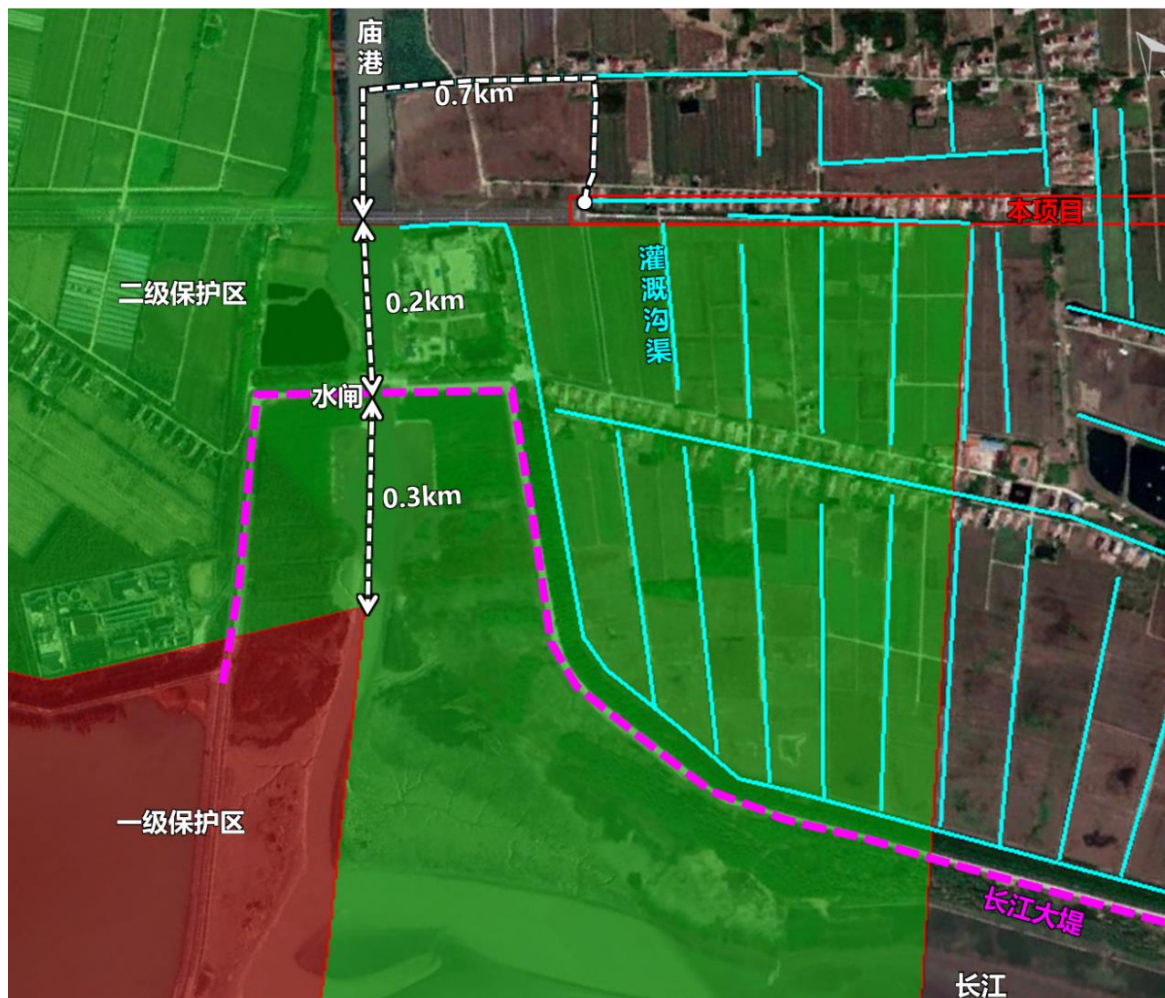 庙港
0.7km
本项目
灌溉沟渠
二级保护区
0.2km
水闸
0.3km
一级保护区
长江大堤
长江